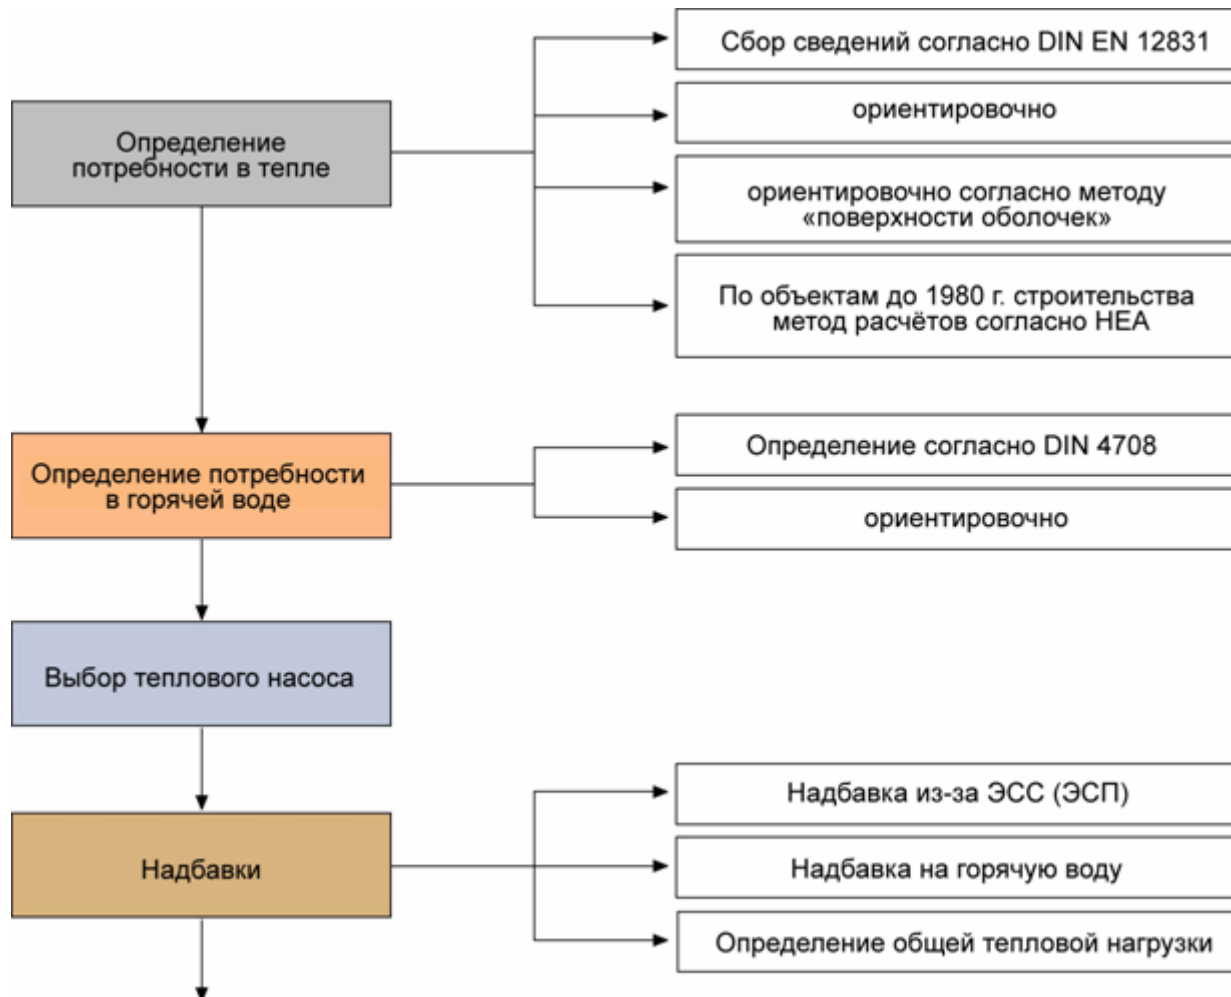 Сбор сведений согласно DIN EN 12831
ориентировочно
Определение
потребности в тепле
ориентировочно согласно методу
«поверхности оболочек»
По объектам до 1980 г. строительства
метод расчётов согласно HEA
Определение согласно DIN 4708
Определение потребности
в горячей воде
ориентировочно
Выбор теплового насоса
Надбавка из-за ЭСС (ЭСП)
Надбавки
Надбавка на горячую воду
Определение общей тепловой нагрузки